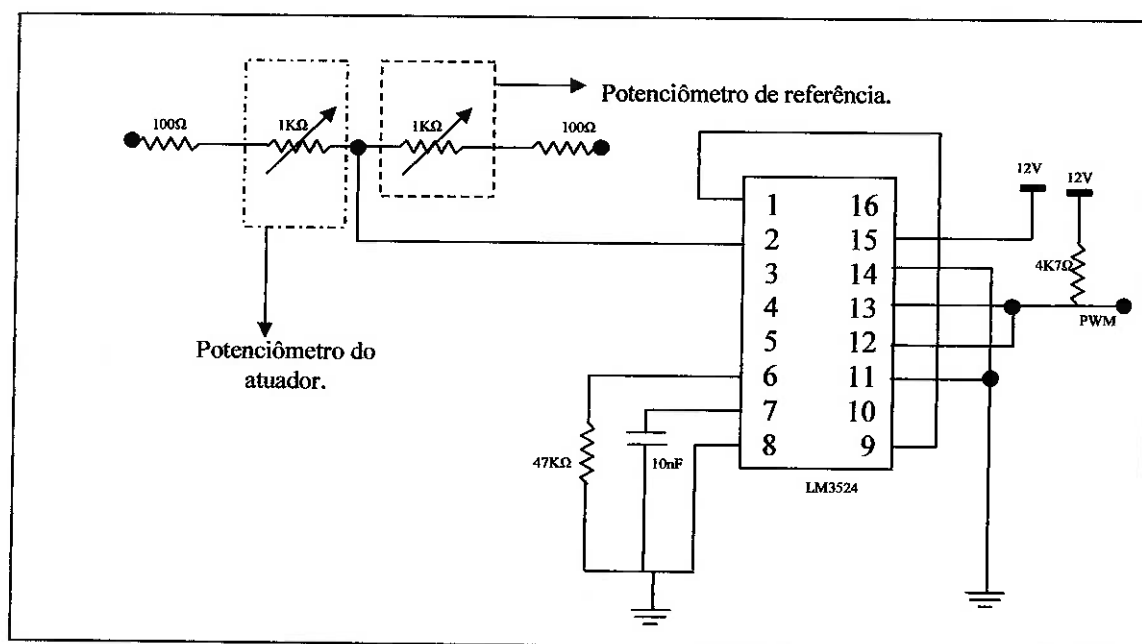 Potenciômetro de referência.
100Ω
1KΩ
1KΩ
100Ω
12V
12V
1 16
2 15
3 14
4 13
5 12
6 11
7 10
8 9
4K7Ω
PWM
Potenciômetro do
atuador.
47KΩ
10nF
LM3524